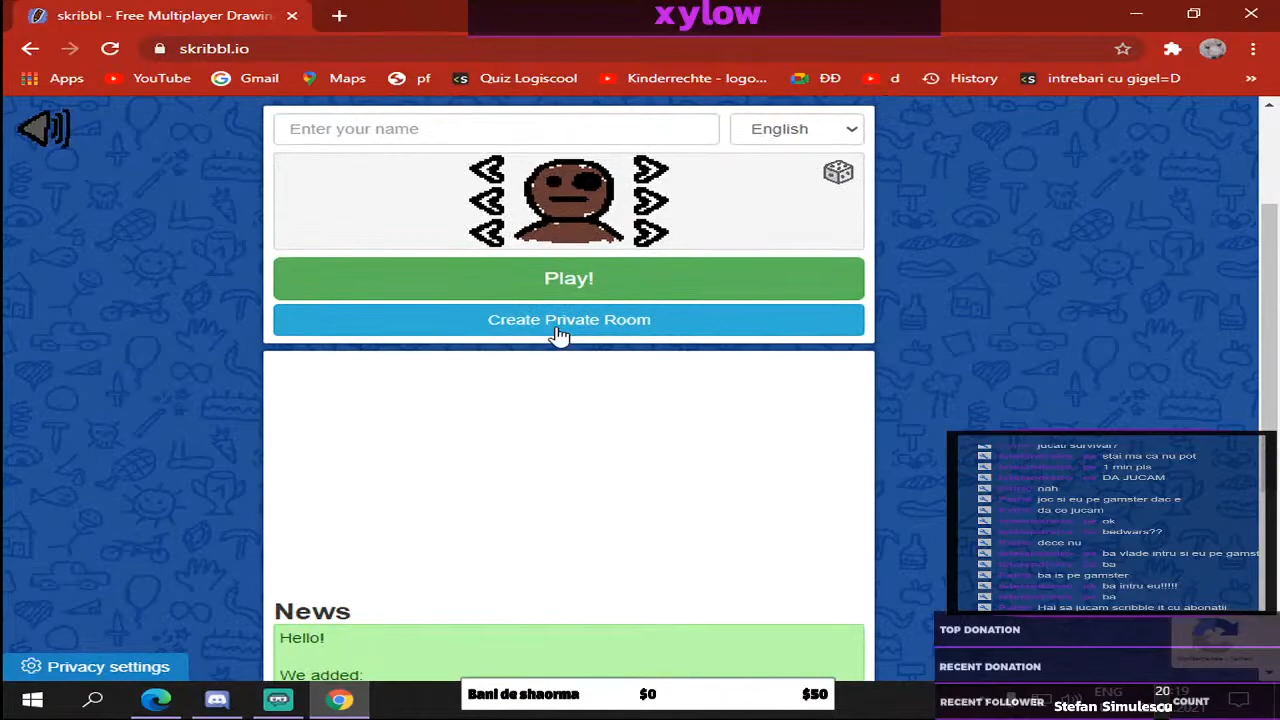 skribbl - Free Multiplayer Drawin
xylow
skribbl.io
Apps YouTube Gmail Maps pf Quiz Logiscool Kinderrechte - logo... ĐĐ d History intrebari cu gigel=D »
Enter your name English
Play!
Create Private Room
jucati survival?
stai ma ca nu pot
1 min pls
DA JUCAM
nah
joc si eu pe gamster dac e
da ce jucam
ok
bedwars??
dece nu
ba vlade intru si eu pe gamst
ba
ba is pe gamster
ba intru eu!!!!!
ba
Hai sa jucam scribble it cu abonatii
News
Hello!
We added:
Privacy settings
TOP DONATION
RECENT DONATION
RECENT FOLLOWER Stefan Simulescu COUNT
Bani de shaorma $0 $50
ENG